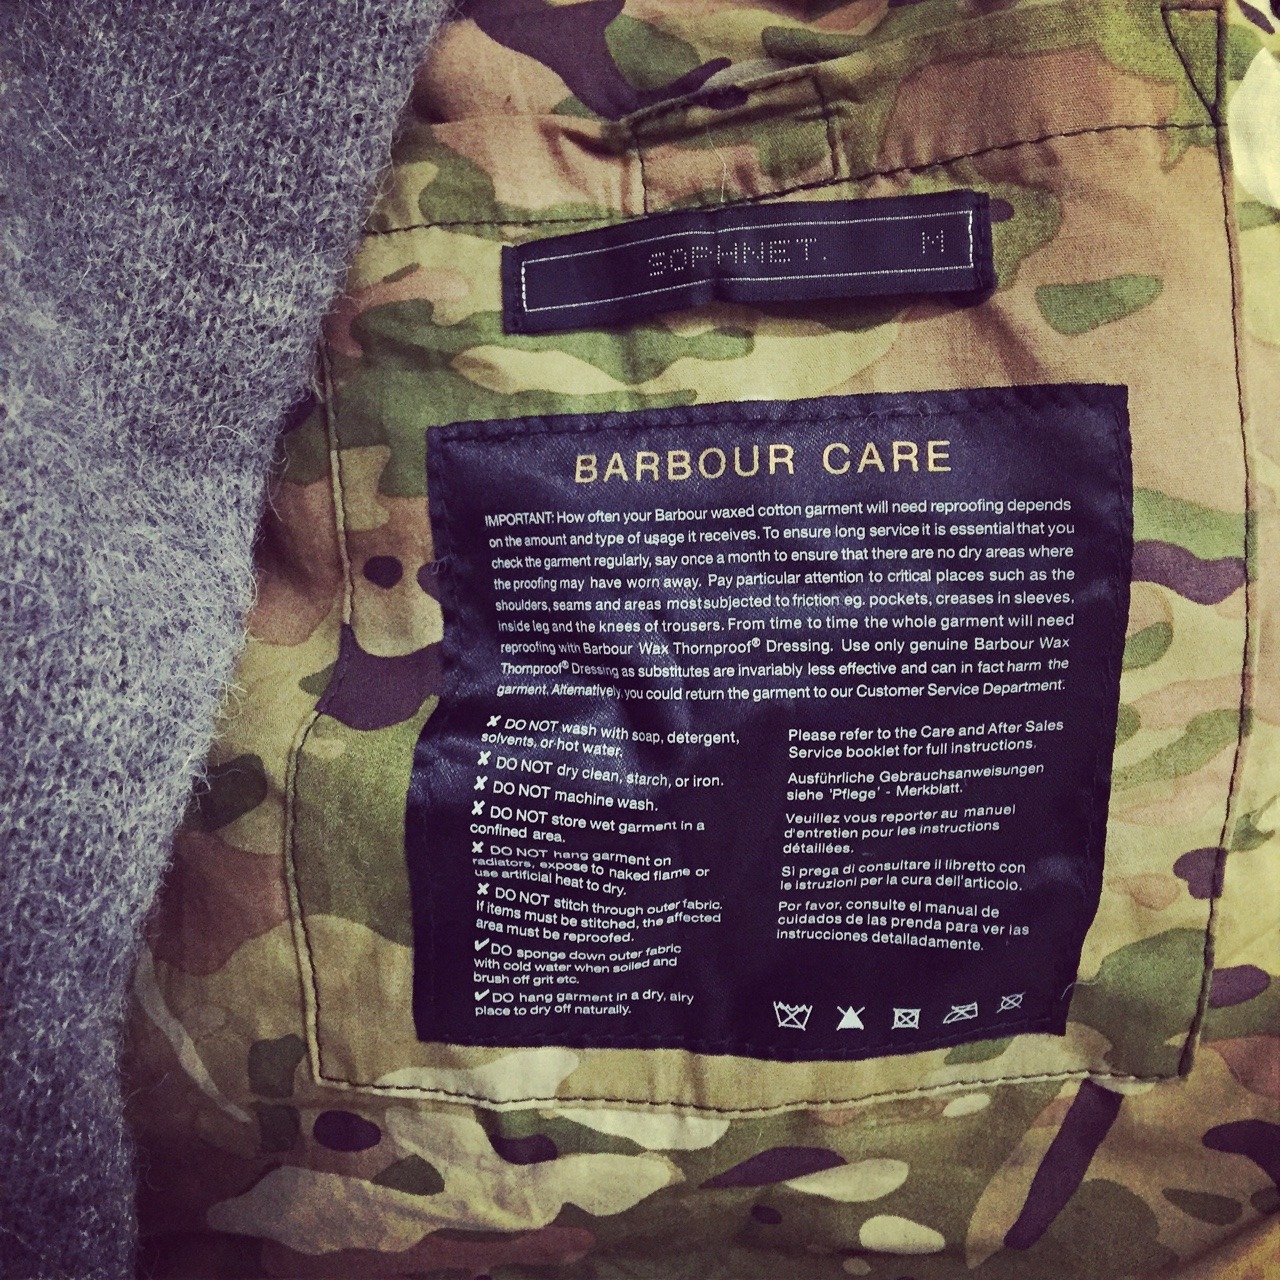 SOPHNET. M
BARBOUR CARE
IMPORTANT: How often your Barbour waxed cotton garment will need reproofing depends
on the amount and type of usage it receives. To ensure long service it is essential that you
check the garment regularly, say once a month to ensure that there are no dry areas where
the proofing may have worn away. Pay particular attention to critical places such as the
shoulders, seams and areas most subjected to friction eg. pockets, creases in sleeves,
inside leg and the knees of trousers. From time to time the whole garment will need
reproofing with Barbour Wax Thornproof® Dressing. Use only genuine Barbour Wax
Thornproof® Dressing as substitutes are invariably less effective and can in fact harm the
garment. Alternatively, you could return the garment to our Customer Service Department.
✘ DO NOT wash with soap, detergent,
solvents, or hot water.
✘ DO NOT dry clean, starch, or iron.
✘ DO NOT machine wash.
✘ DO NOT store wet garment in a
confined area.
✘ DO NOT hang garment on
radiators, expose to naked flame or
use artificial heat to dry.
✘ DO NOT stitch through outer fabric.
If items must be stitched, the affected
area must be reproofed.
✔ DO sponge down outer fabric
with cold water when soiled and
brush off grit etc.
✔ DO hang garment in a dry, airy
place to dry off naturally.
Please refer to the Care and After Sales
Service booklet for full instructions.
Ausführliche Gebrauchsanweisungen
siehe 'Pflege' - Merkblatt.
Veuillez vous reporter au manuel
d'entretien pour les instructions
détaillées.
Si prega di consultare il libretto con
le istruzioni per la cura dell'articolo.
Por favor, consulte el manual de
cuidados de las prenda para ver las
instrucciones detalladamente.